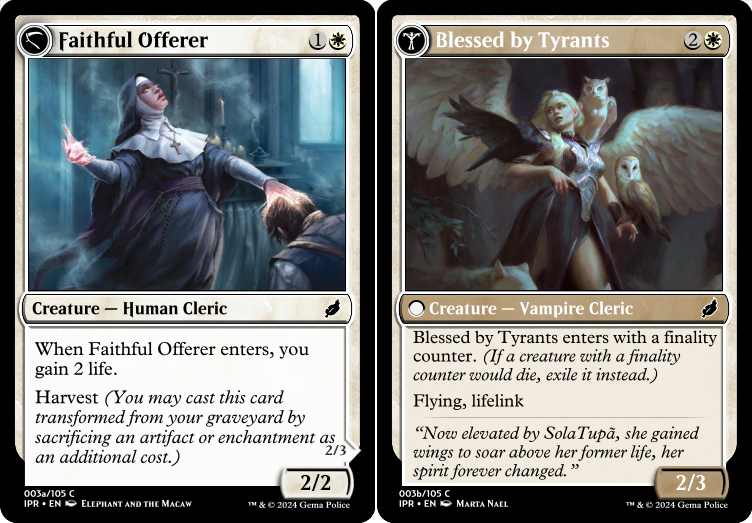 Faithful Offerer 1
Creature — Human Cleric
When Faithful Offerer enters, you
gain 2 life.
Harvest (You may cast this card
transformed from your graveyard by
sacrificing an artifact or enchantment as
an additional cost.)
2/3
2/2
003a/105 C
IPR • EN Elephant and the Macaw
™ & © 2024 Gema Police
Blessed by Tyrants 2
Creature — Vampire Cleric
Blessed by Tyrants enters with a finality
counter. (If a creature with a finality
counter would die, exile it instead.)
Flying, lifelink
“Now elevated by SolaTupã, she gained
wings to soar above her former life, her
spirit forever changed.”
2/3
003b/105 C
IPR • EN Marta Nael
™ & © 2024 Gema Police